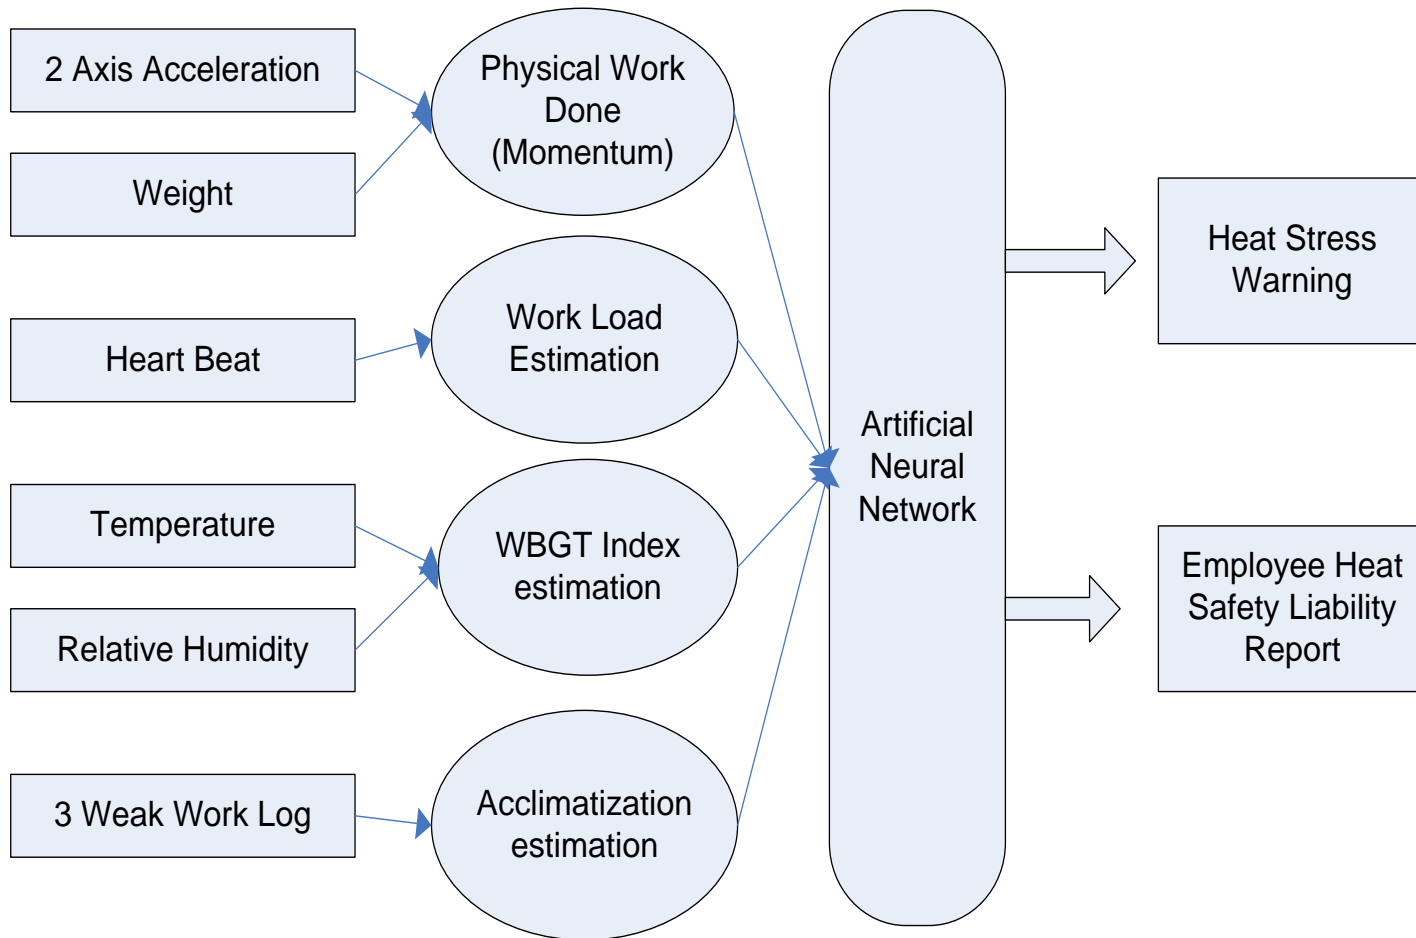 2 Axis Acceleration
Weight
Heart Beat
Temperature
Relative Humidity
3 Weak Work Log
Physical Work
Done
(Momentum)
Work Load
Estimation
WBGT Index
estimation
Acclimatization
estimation
Artificial
Neural
Network
Heat Stress
Warning
Employee Heat
Safety Liability
Report